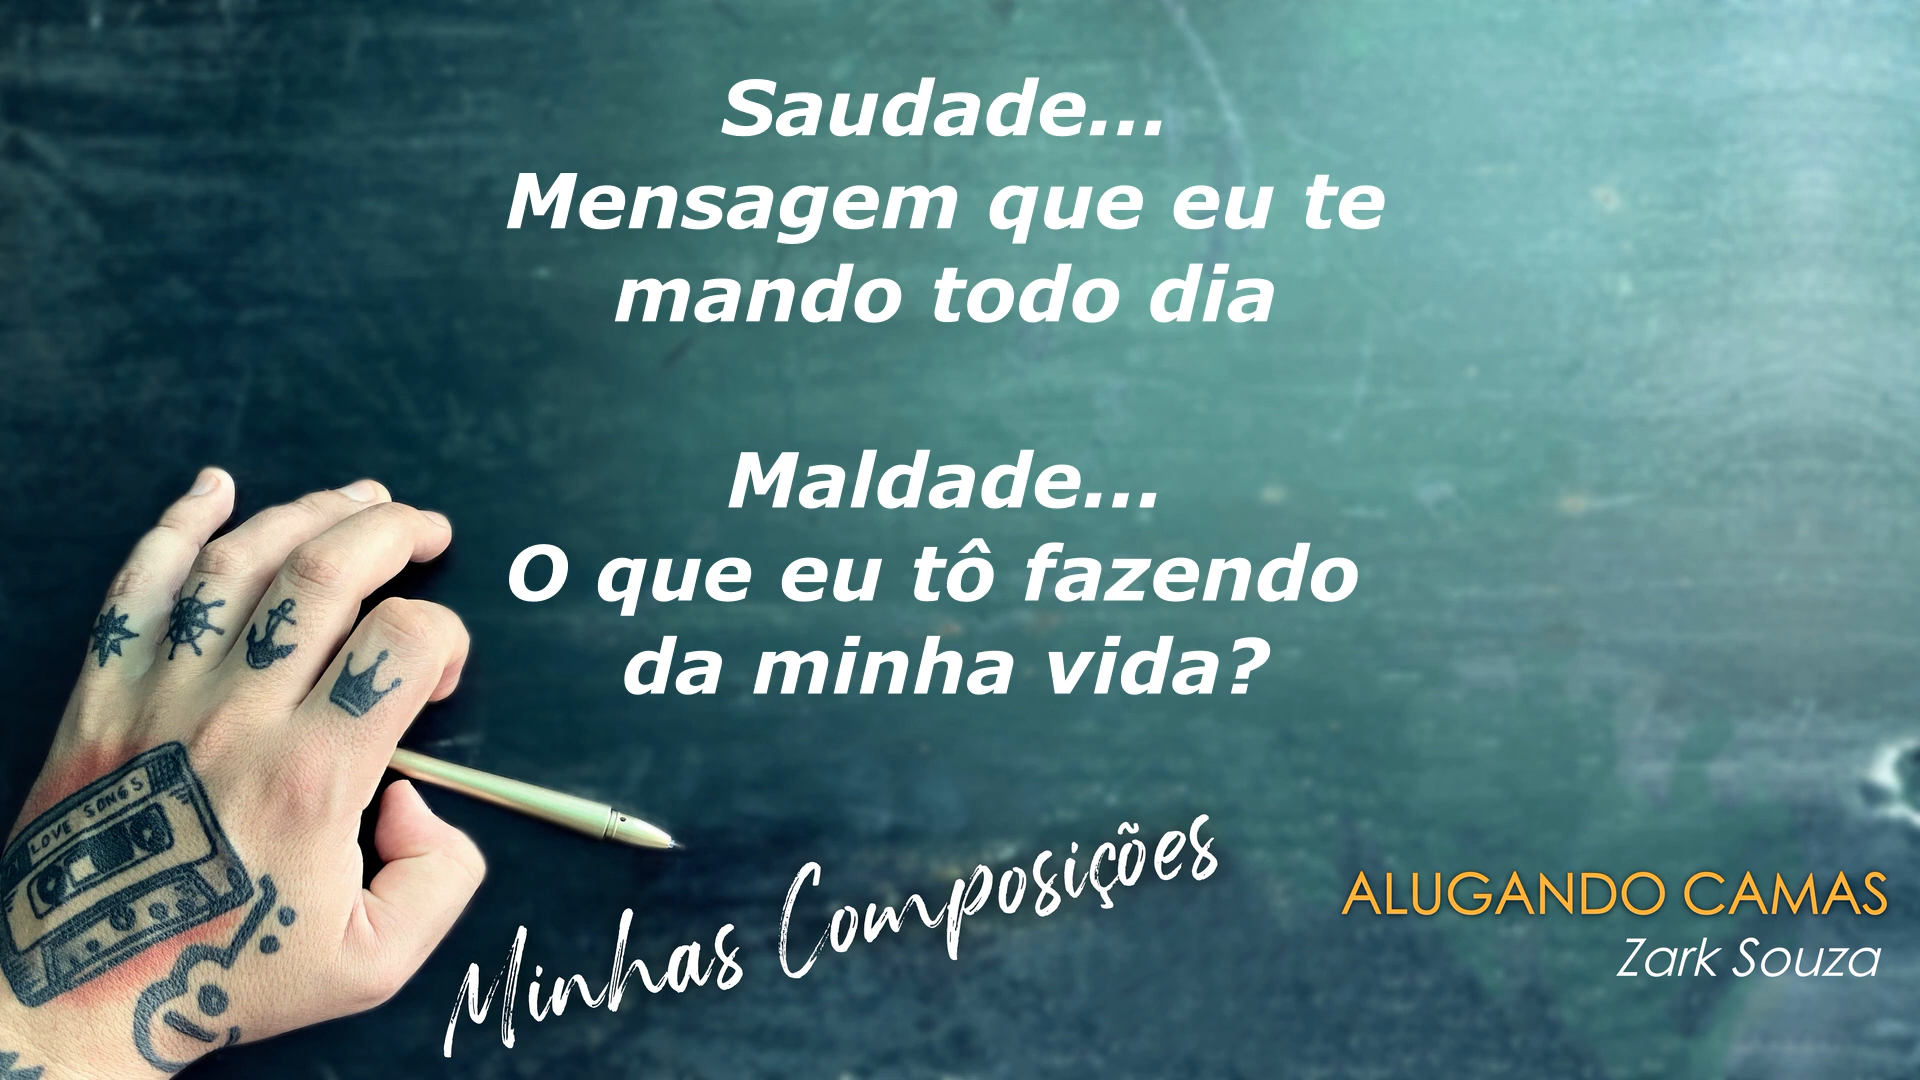 Saudade...
Mensagem que eu te
mando todo dia
Maldade...
O que eu tô fazendo
da minha vida?
LOVE SONGS
Minhas Composições
ALUGANDO CAMAS
Zark Souza